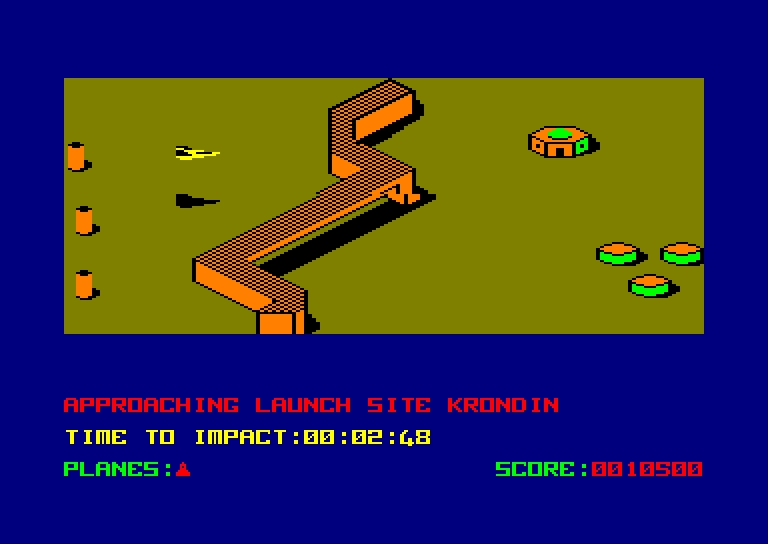 APPROACHING LAUNCH SITE KRONDIN
TIME TO IMPACT:00:02:48
PLANES:
SCORE:0010500